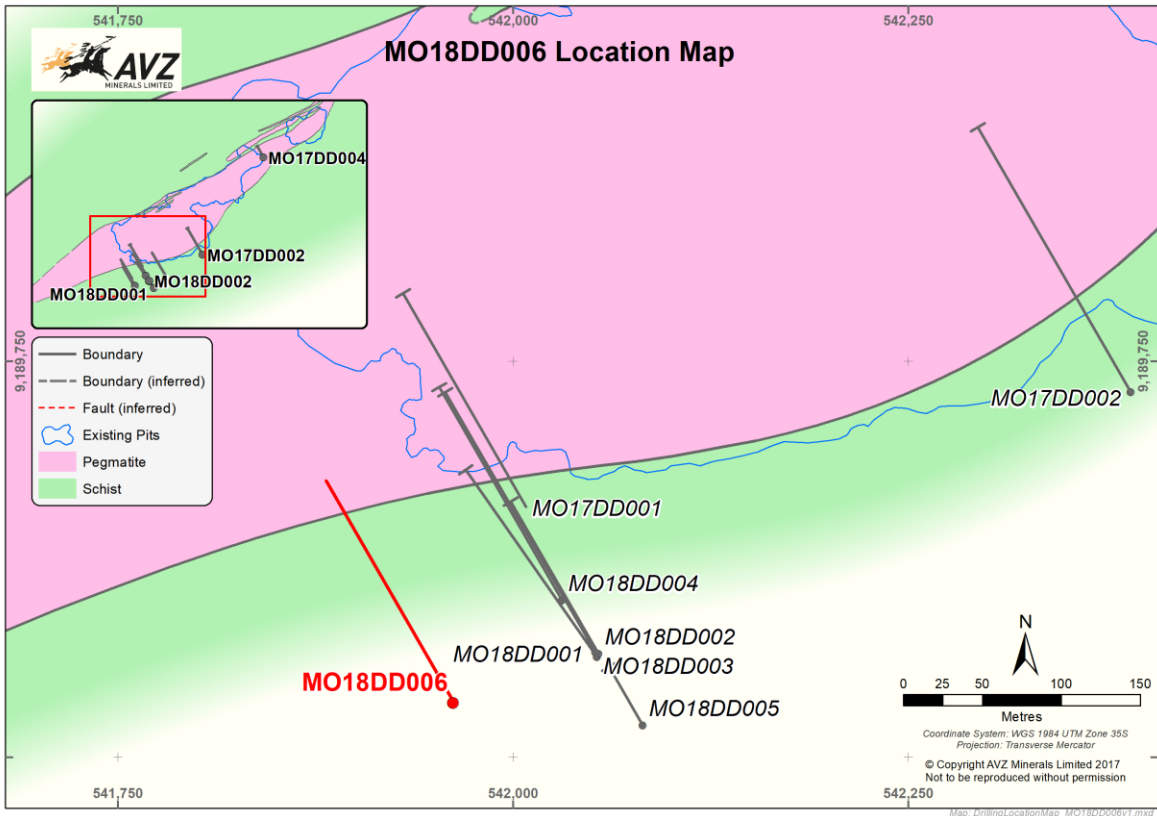 541,750
542,000
542,250
MO18DD006 Location Map
AVZ
MINERALS LIMITED
MO17DD004
MO17DD002
MO18DD002
MO18DD001
9,189,750
9,189,750
Boundary
Boundary (inferred)
Fault (inferred)
Existing Pits
Pegmatite
Schist
MO17DD002
MO17DD001
MO18DD004
MO18DD002
MO18DD001
MO18DD003
MO18DD006
MO18DD005
N
0 25 50 100 150
Metres
Coordinate System: WGS 1984 UTM Zone 35S
Projection: Transverse Mercator
© Copyright AVZ Minerals Limited 2017
Not to be reproduced without permission
541,750
542,000
542,250
Map: DrillingLocationMap_MO18DD006v1.mxd